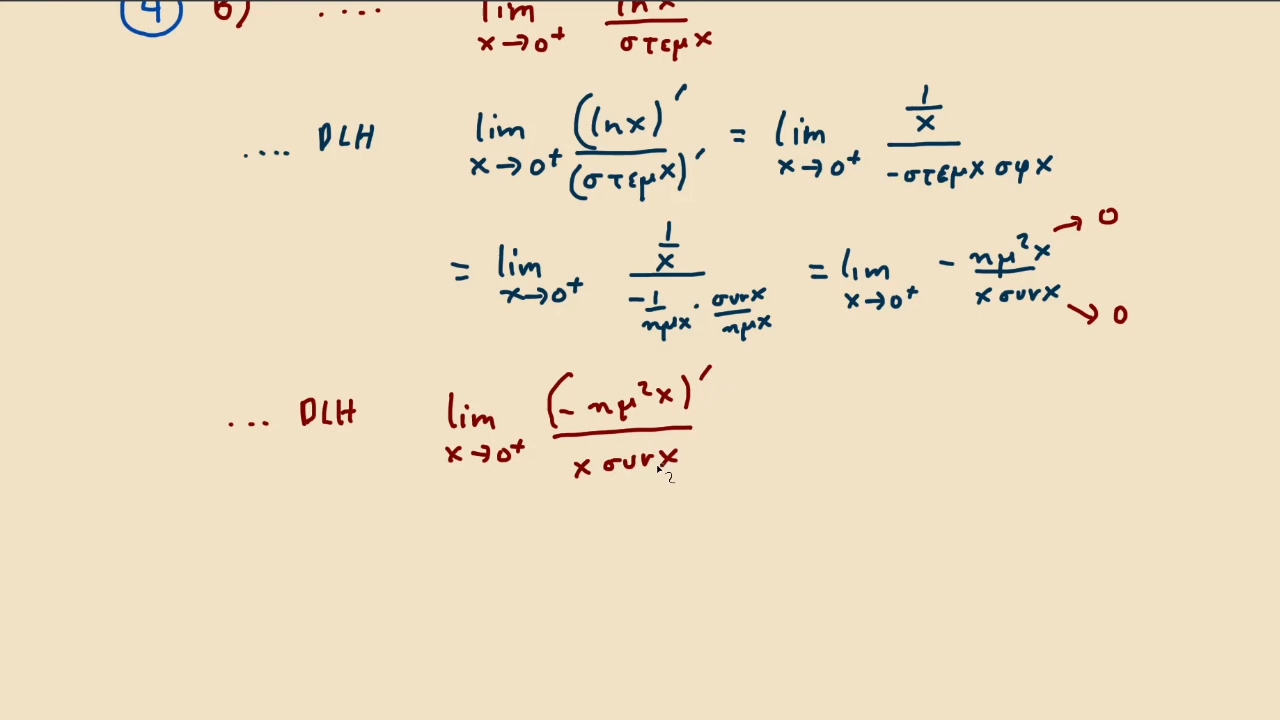 ④ β) .... lim x→0⁺ lnx / στεμx
.... DLH lim x→0⁺ (lnx)′ / (στεμx)′ = lim x→0⁺ (1/x) / (-στεμx σφx)
= lim x→0⁺ (1/x) / (-1/ημx · συνx/ημx) = lim x→0⁺ - ημ²x / x συνx → 0 → 0
... DLH lim x→0⁺ (- ημ²x)′ / x συνx